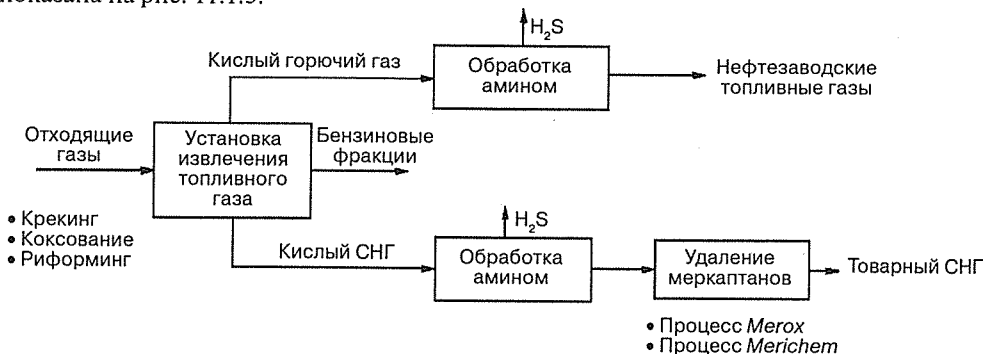 показана на рис. 11.1.3.
H₂S
Кислый горючий газ
Обработка
амином
Нефтезаводские
топливные газы
Отходящие
газы
Установка
извлечения
топливного
газа
Бензиновые
фракции
• Крекинг
• Коксование
• Риформинг
H₂S
Кислый СНГ
Обработка
амином
Удаление
меркаптанов
Товарный СНГ
• Процесс Merox
• Процесс Merichem